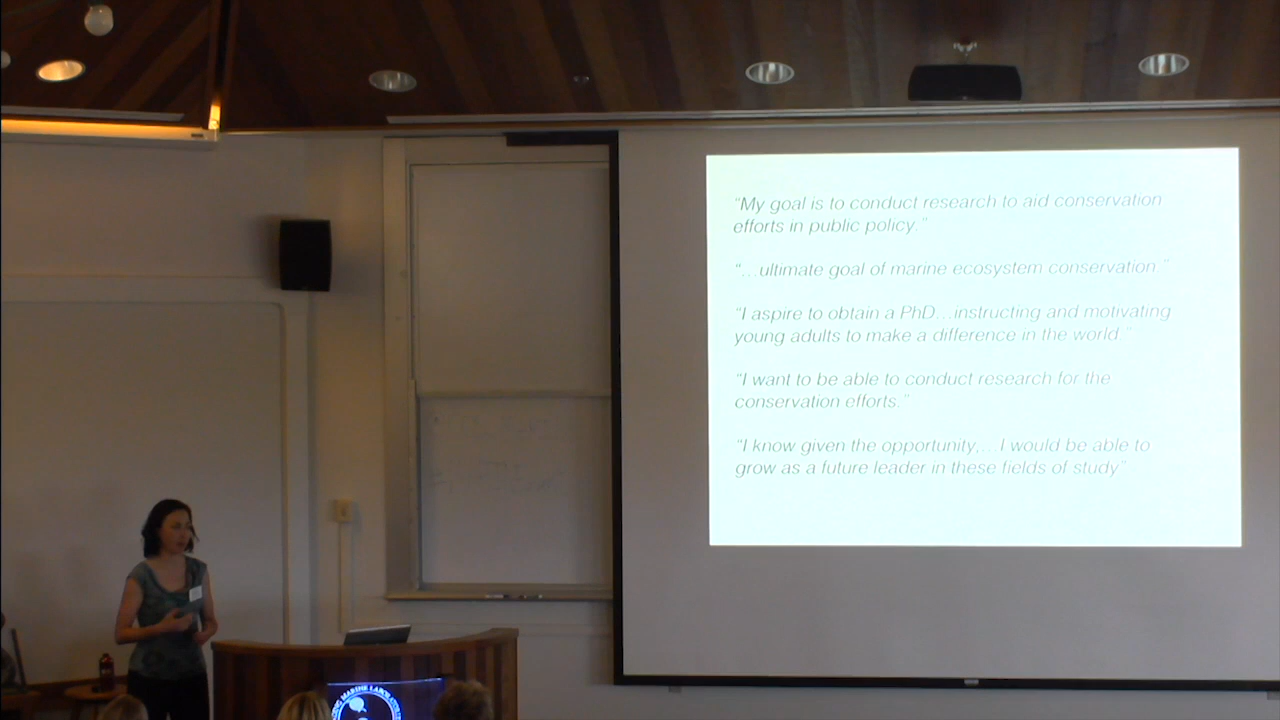 “My goal is to conduct research to aid conservation
efforts in public policy.”
“…ultimate goal of marine ecosystem conservation.”
“I aspire to obtain a PhD…instructing and motivating
young adults to make a difference in the world.”
“I want to be able to conduct research for the
conservation efforts.”
“I know given the opportunity,…I would be able to
grow as a future leader in these fields of study”
MARINE LABORATORIES